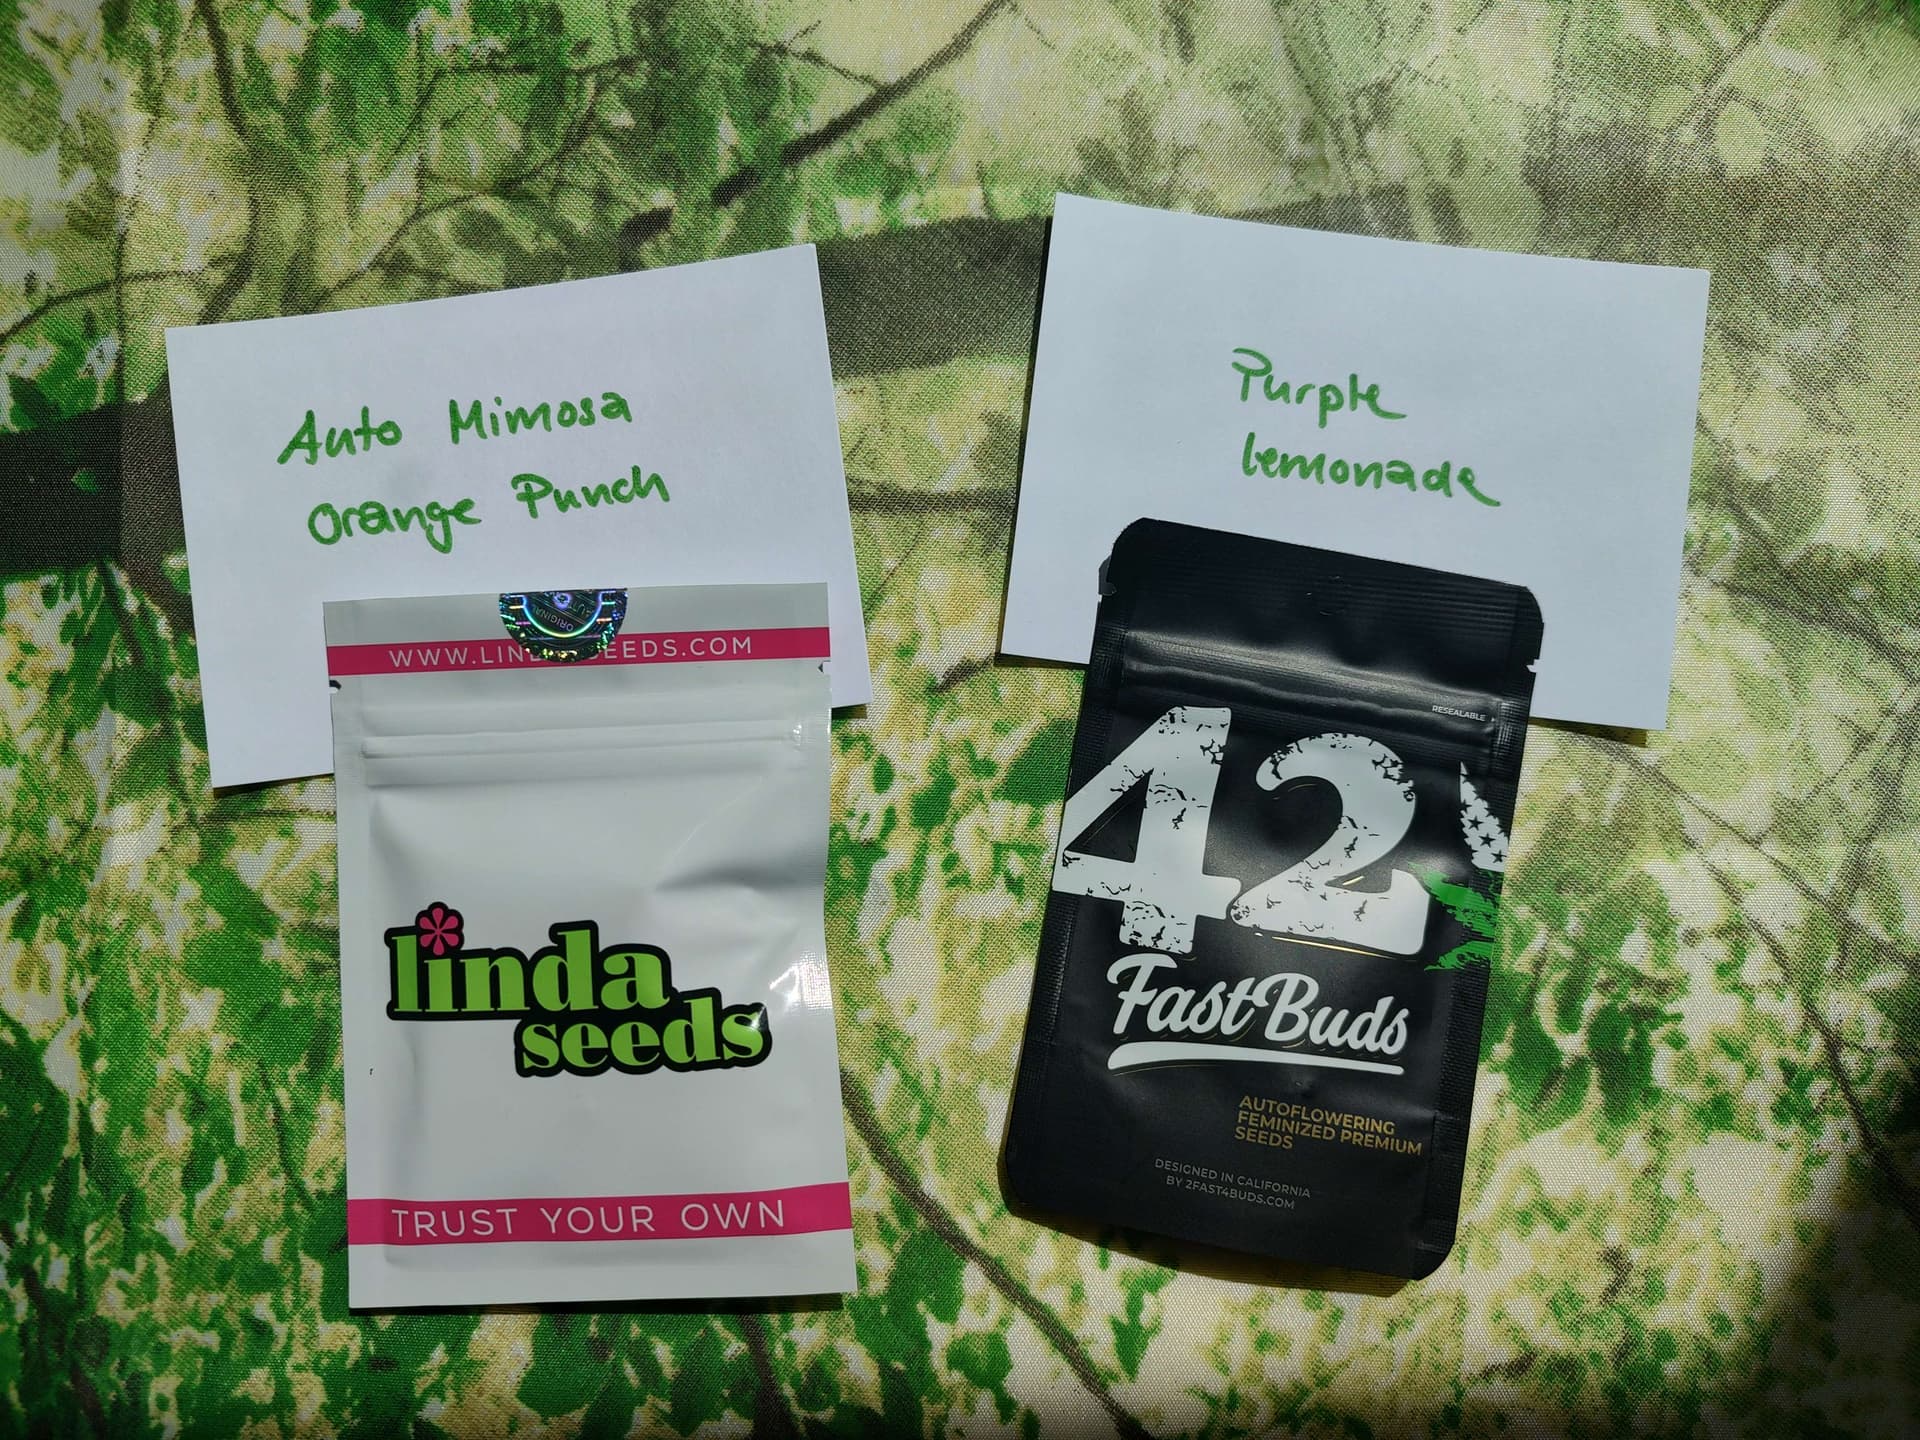 Auto Mimosa
Orange Punch
WWW.LIN SEEDS.COM
ORIGINAL
linda
seeds
TRUST YOUR OWN
Purple
lemonade
RESEALABLE
42
FastBuds
AUTOFLOWERING
FEMINIZED PREMIUM
SEEDS
DESIGNED IN CALIFORNIA
BY 2FAST4BUDS.COM